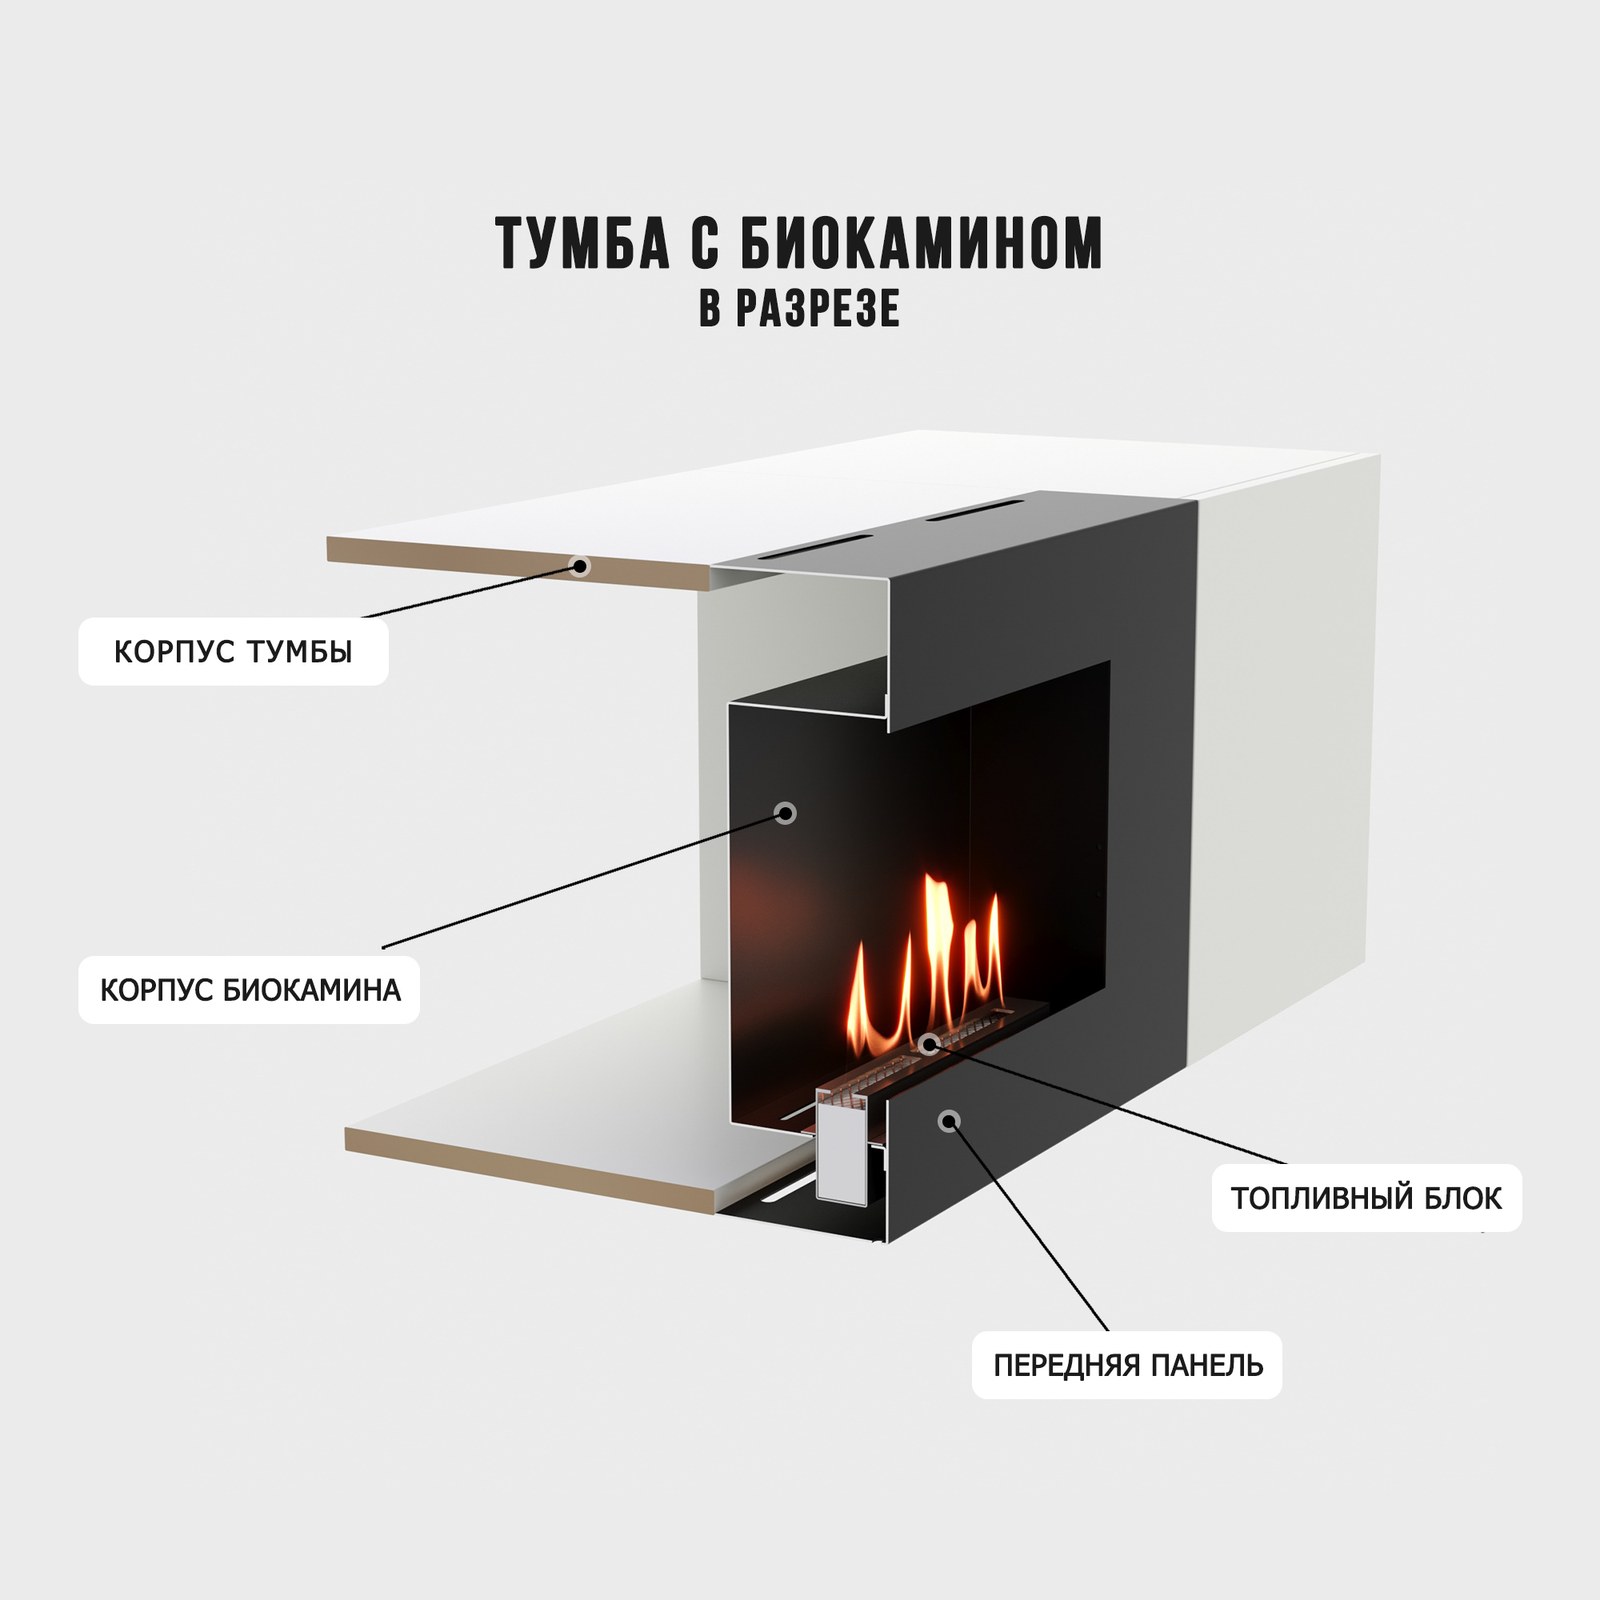 ТУМБА С БИОКАМИНОМ
В РАЗРЕЗЕ
КОРПУС ТУМБЫ
КОРПУС БИОКАМИНА
ТОПЛИВНЫЙ БЛОК
ПЕРЕДНЯЯ ПАНЕЛЬ